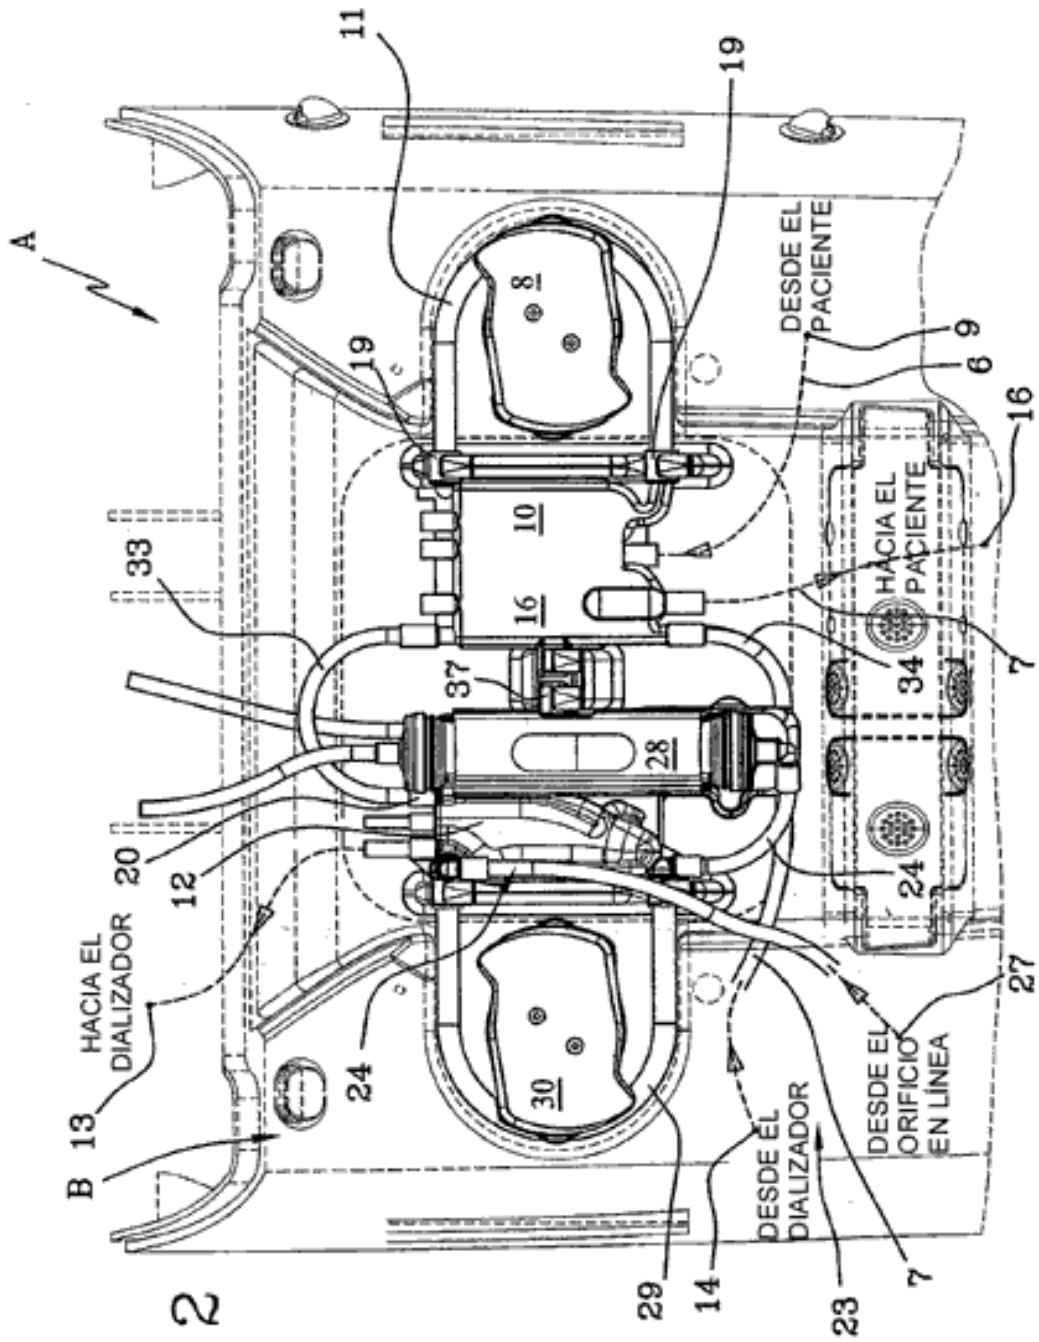 A
B
HACIA EL
DIALIZADOR
13
20
33
12
2
24
19
11
37
30
16
10
8
29
28
14
19
DESDE EL
DIALIZADOR
DESDE EL
PACIENTE
23
DESDE EL
ORIFICIO
EN LÍNEA
HACIA EL
PACIENTE
7
24
34
9
6
27
7
16